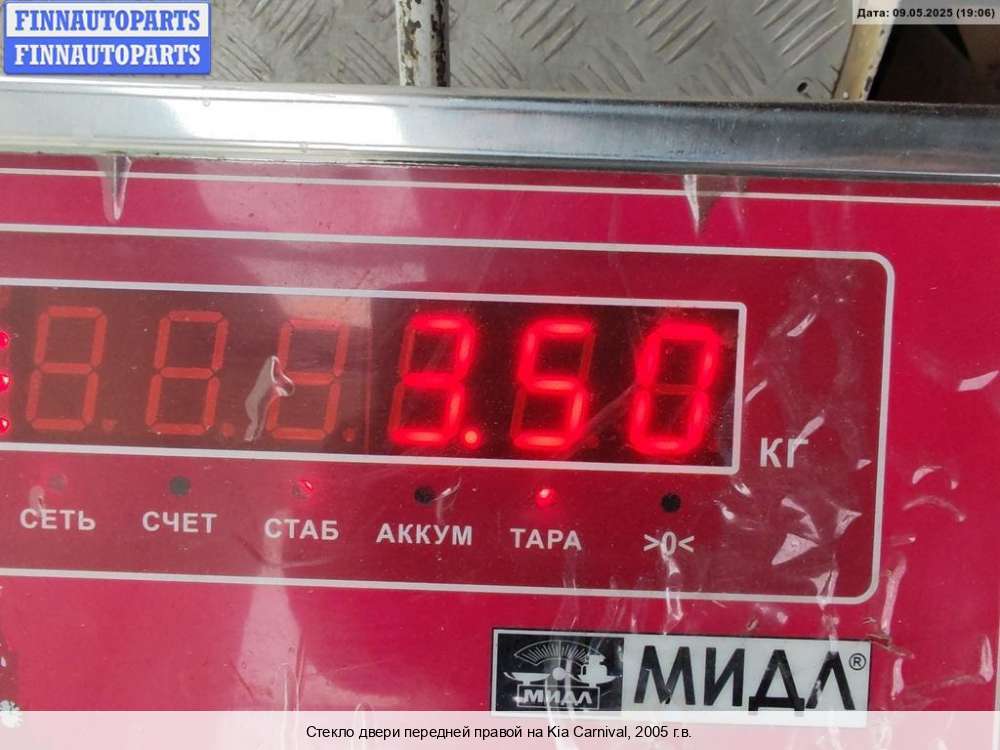 FINNAUTOPARTS
FINNAUTOPARTS
Дата: 09.05.2025 (19:06)
3.50
КГ
СЕТЬ СЧЕТ СТАБ АККУМ ТАРА >0<
МИДЛ МИДЛ®
Стекло двери передней правой на Kia Carnival, 2005 г.в.